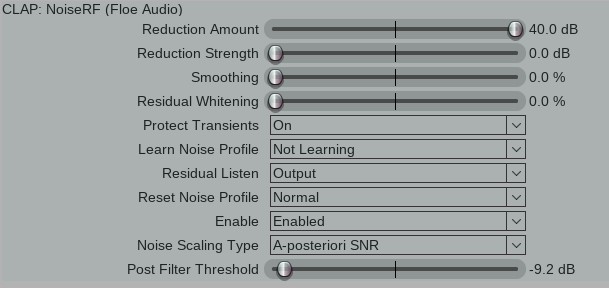 CLAP: NoiseRF (Floe Audio)
Reduction Amount 40.0 dB
Reduction Strength 0.0 dB
Smoothing 0.0 %
Residual Whitening 0.0 %
Protect Transients On
Learn Noise Profile Not Learning
Residual Listen Output
Reset Noise Profile Normal
Enable Enabled
Noise Scaling Type A-posteriori SNR
Post Filter Threshold -9.2 dB